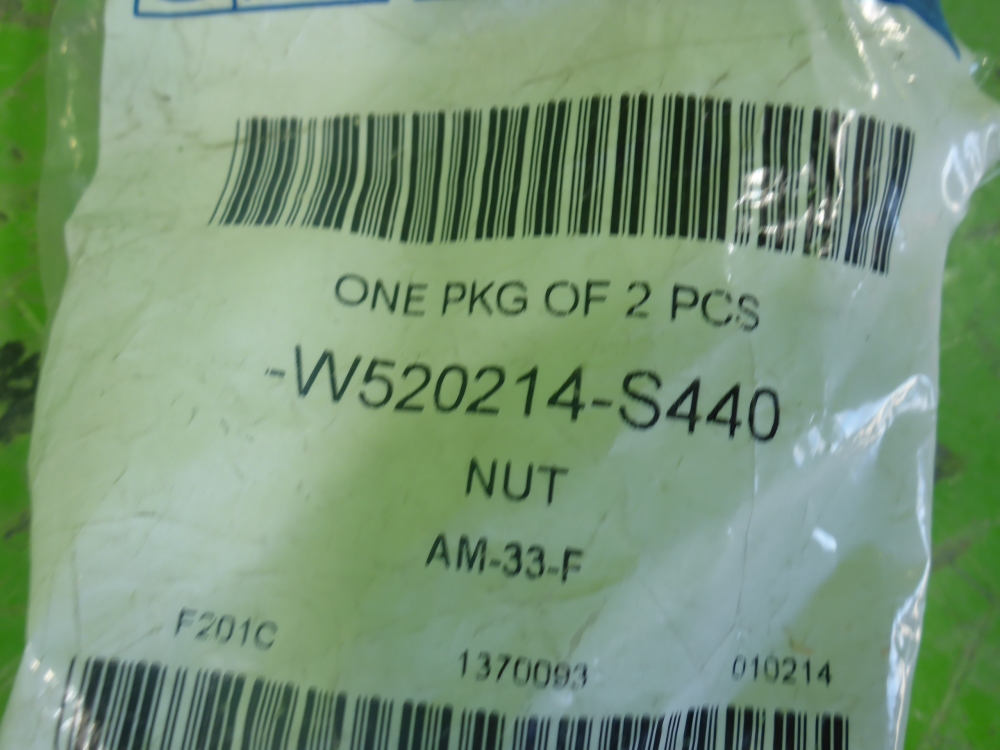 ONE PKG OF 2 PCS
-W520214-S440
NUT
AM-33-F
F201C 1370093 010214